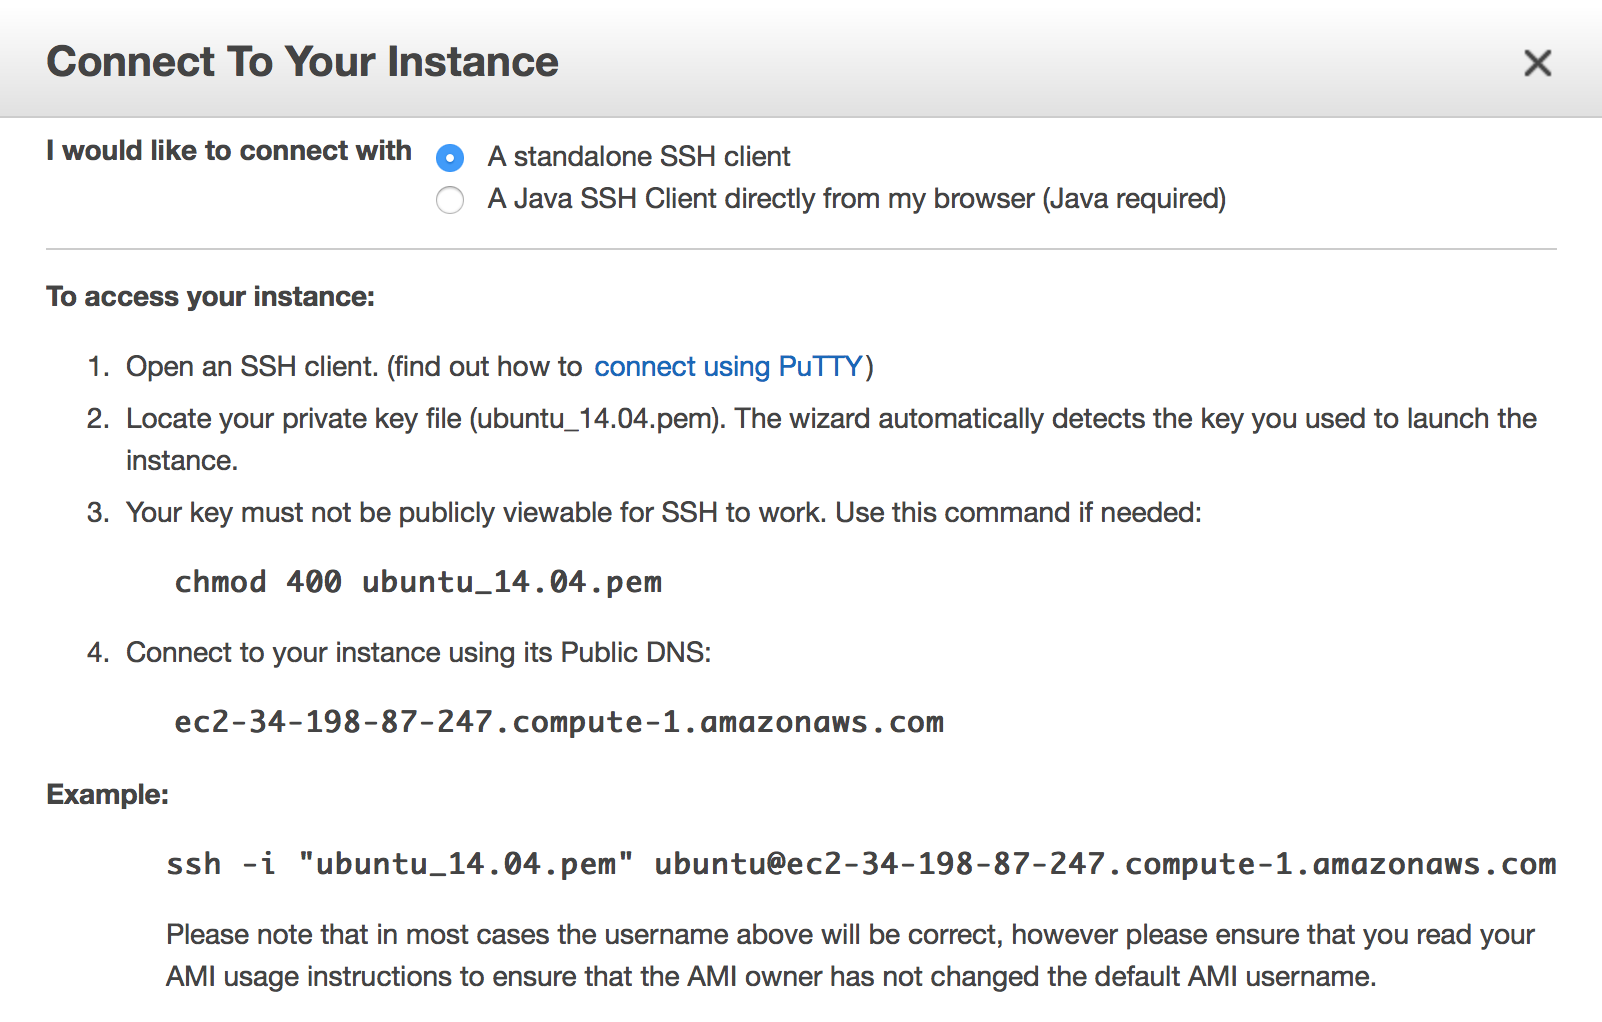 Connect To Your Instance
I would like to connect with
A standalone SSH client
A Java SSH Client directly from my browser (Java required)
To access your instance:
1. Open an SSH client. (find out how to connect using PuTTY)
2. Locate your private key file (ubuntu_14.04.pem). The wizard automatically detects the key you used to launch the
instance.
3. Your key must not be publicly viewable for SSH to work. Use this command if needed:
chmod 400 ubuntu_14.04.pem
4. Connect to your instance using its Public DNS:
ec2-34-198-87-247.compute-1.amazonaws.com
Example:
ssh -i "ubuntu_14.04.pem" ubuntu@ec2-34-198-87-247.compute-1.amazonaws.com
Please note that in most cases the username above will be correct, however please ensure that you read your
AMI usage instructions to ensure that the AMI owner has not changed the default AMI username.